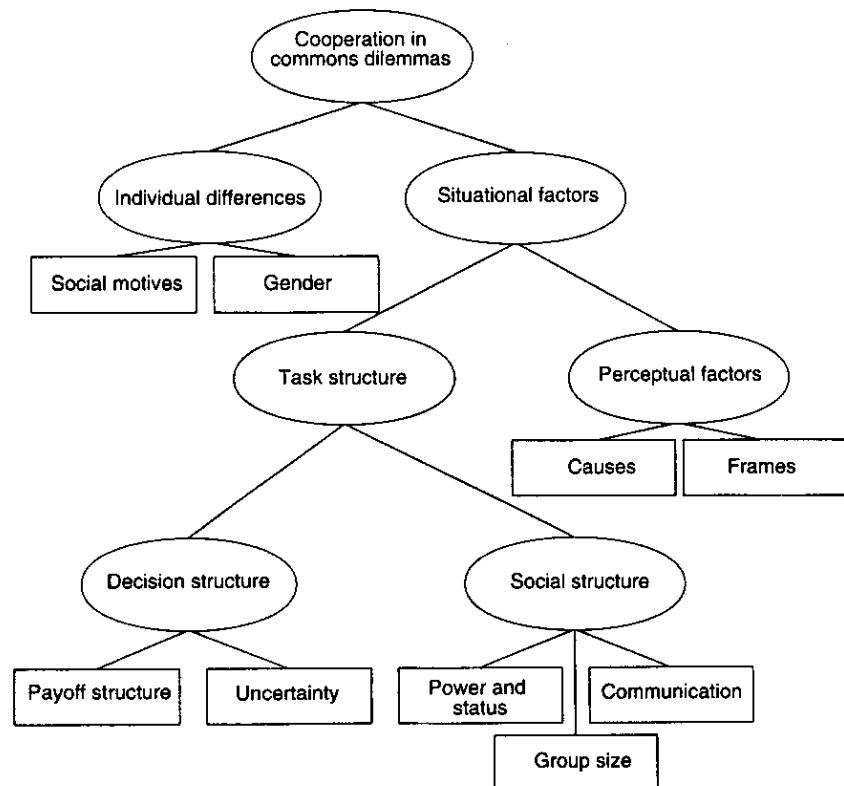 Cooperation in
commons dilemmas
Individual differences
Situational factors
Social motives
Gender
Task structure
Perceptual factors
Causes
Frames
Decision structure
Social structure
Payoff structure
Uncertainty
Power and
status
Communication
Group size